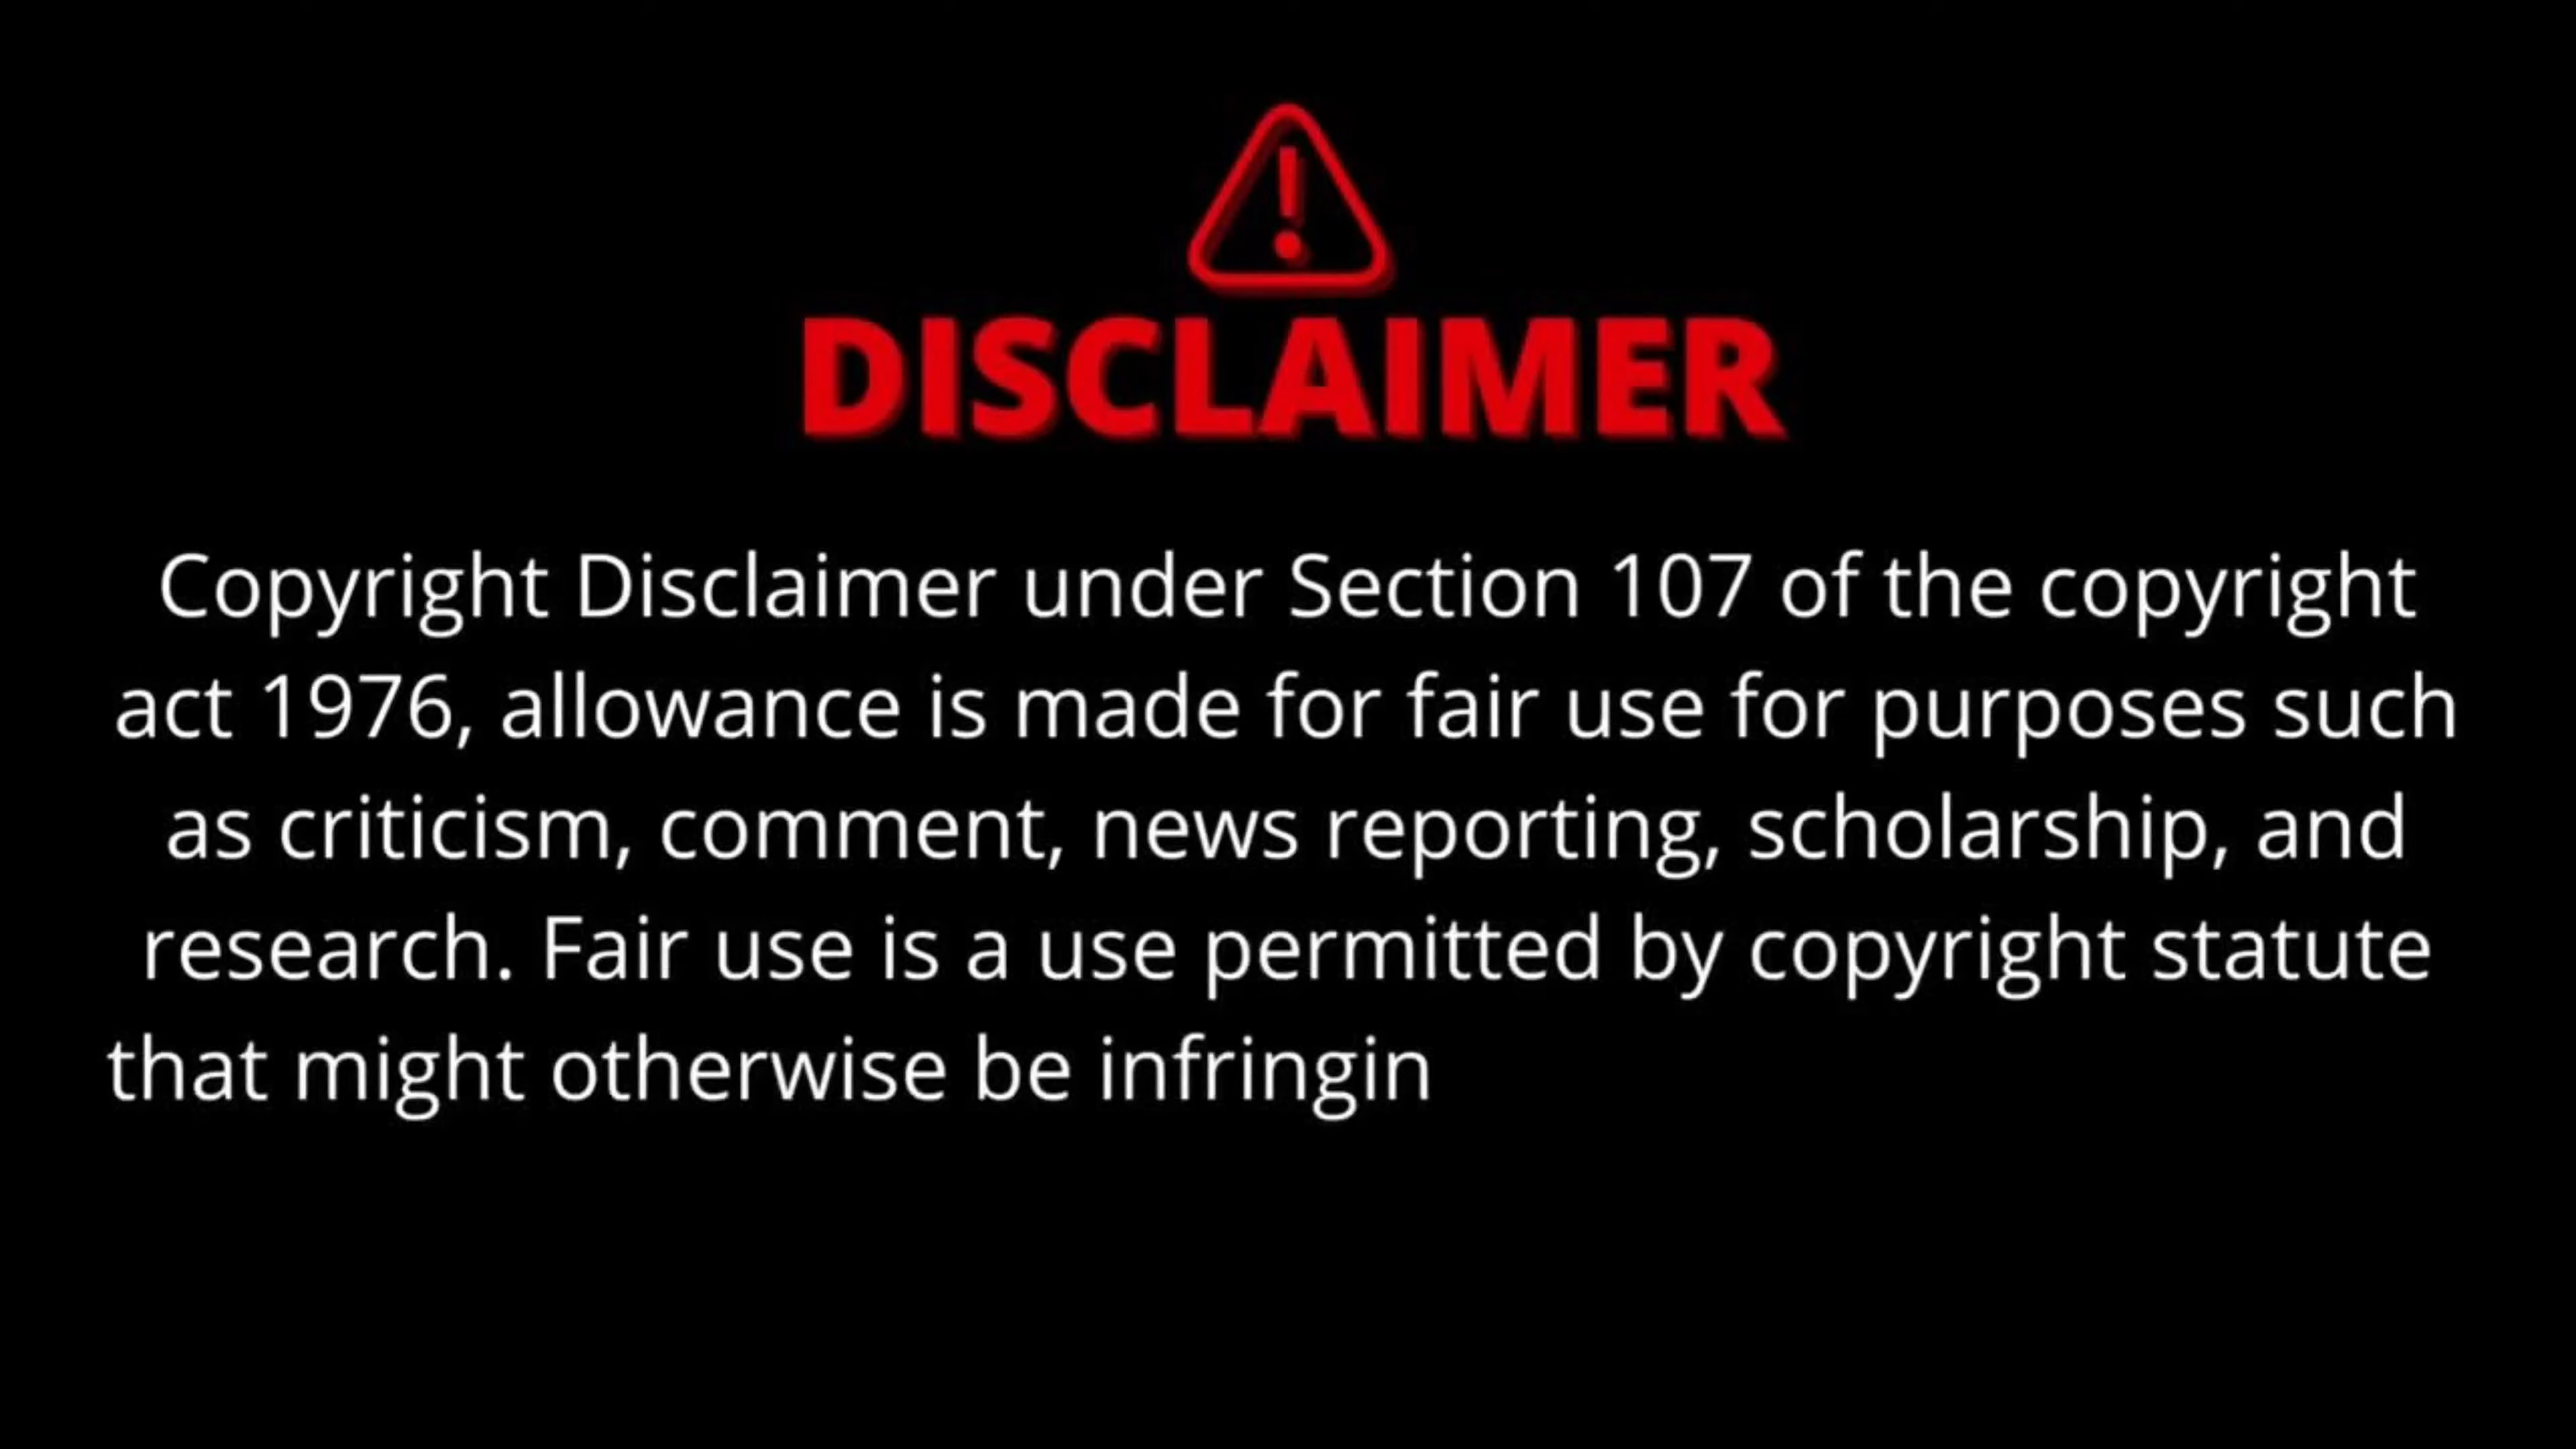 DISCLAIMER
Copyright Disclaimer under Section 107 of the copyright
act 1976, allowance is made for fair use for purposes such
as criticism, comment, news reporting, scholarship, and
research. Fair use is a use permitted by copyright statute
that might otherwise be infringin